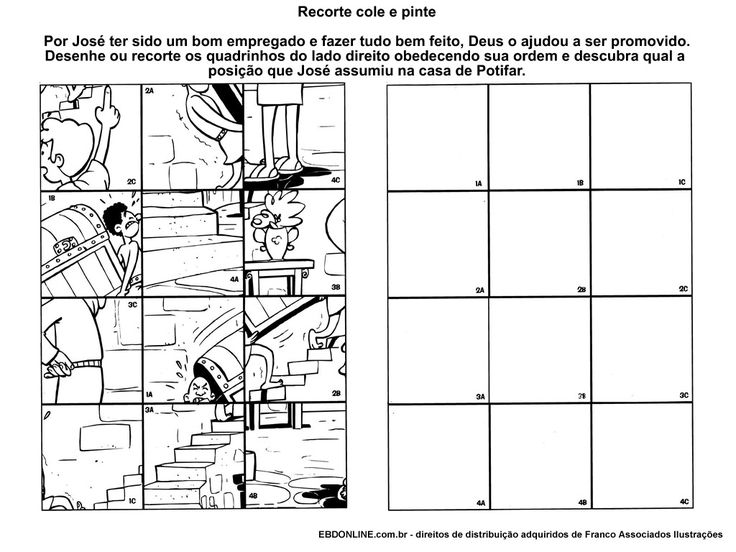 Recorte cole e pinte
Por José ter sido um bom empregado e fazer tudo bem feito, Deus o ajudou a ser promovido.
Desenhe ou recorte os quadrinhos do lado direito obedecendo sua ordem e descubra qual a
posição que José assumiu na casa de Potifar.
2C
2A
4C
1B
4A
3B
3C
1A
2B
1C
3A
4B
1A
1B
1C
2A
2B
2C
3A
3B
3C
4A
4B
4C
EBDONLINE.com.br - direitos de distribuição adquiridos de Franco Associados Ilustrações